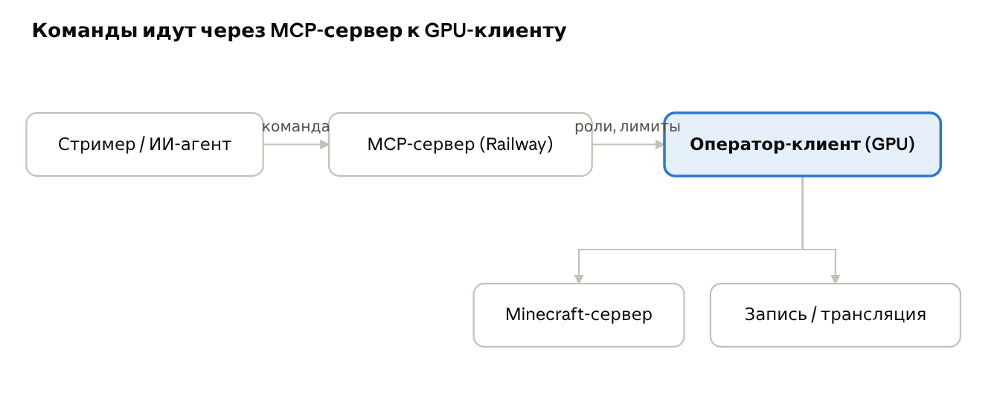 Команды идут через MCP-сервер к GPU-клиенту
команда
роли, лимиты
Стример / ИИ-агент
MCP-сервер (Railway)
Оператор-клиент (GPU)
Minecraft-сервер
Запись / трансляция